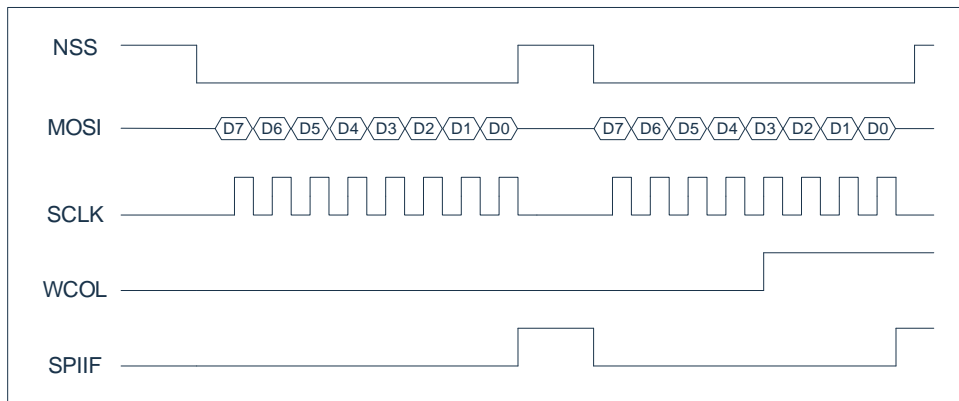 NSS
MOSI D7 D6 D5 D4 D3 D2 D1 D0 D7 D6 D5 D4 D3 D2 D1 D0
SCLK
WCOL
SPIIF